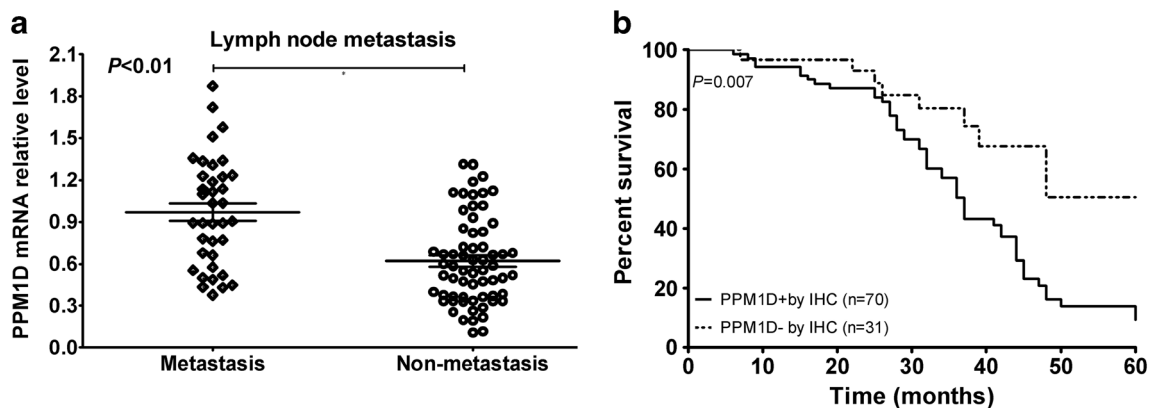 a
Lymph node metastasis
P<0.01
*
PPM1D mRNA relative level
2.1
1.8
1.5
1.2
0.9
0.6
0.3
0.0
Metastasis
Non-metastasis
b
P=0.007
Percent survival
100
80
60
40
20
0
PPM1D+by IHC (n=70)
PPM1D- by IHC (n=31)
0
10
20
30
40
50
60
Time (months)